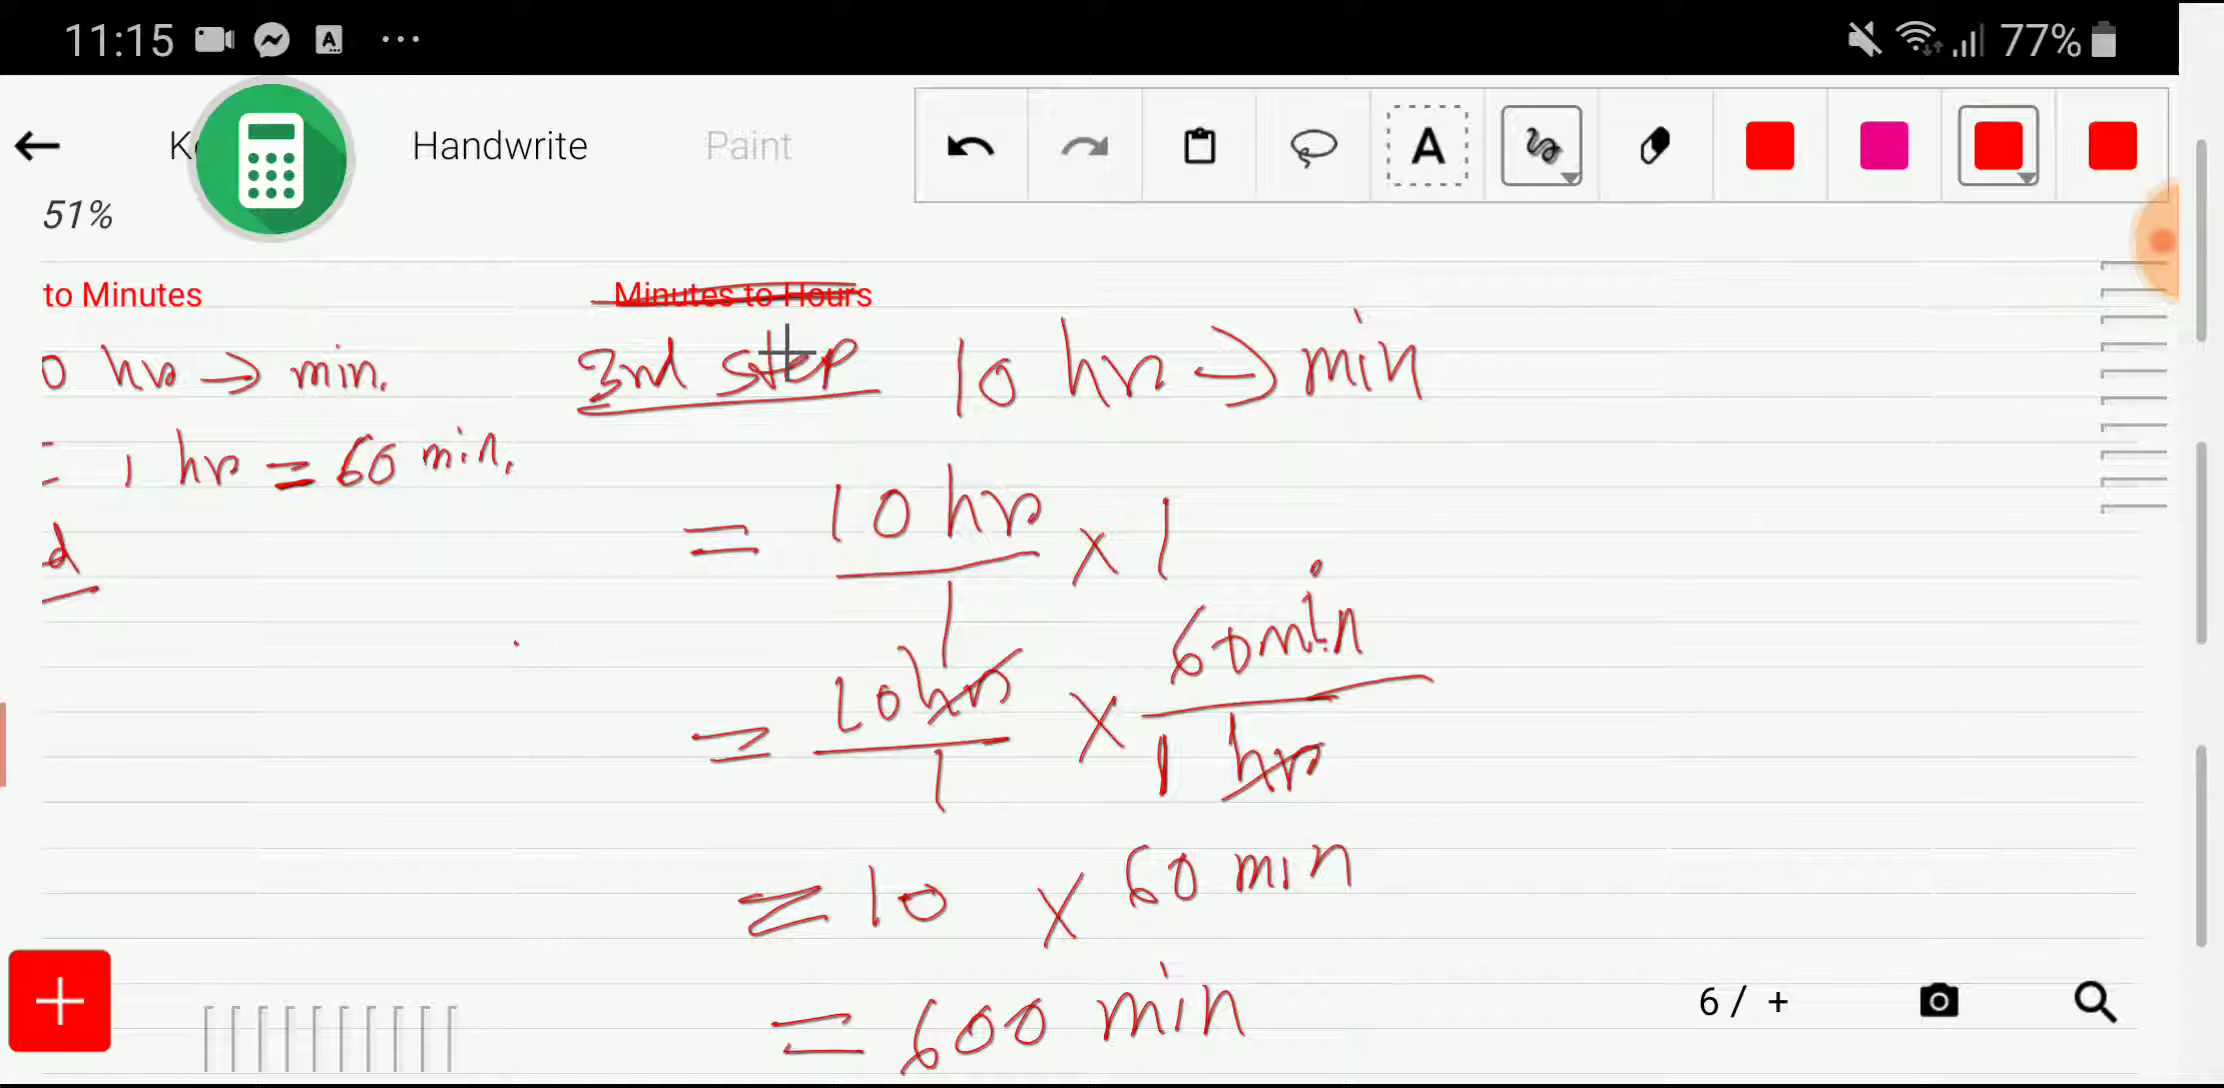 11:15 77%
Handwrite Paint A
51%
to Minutes
0 hr → min.
= 1 hr = 60 min.
d
Minutes to Hours
3rd step 10 hr → min
= 10 hr / 1 × 1
= 10 hr / 1 × 60 min / 1 hr
= 10 × 60 min
= 600 min
6 / +